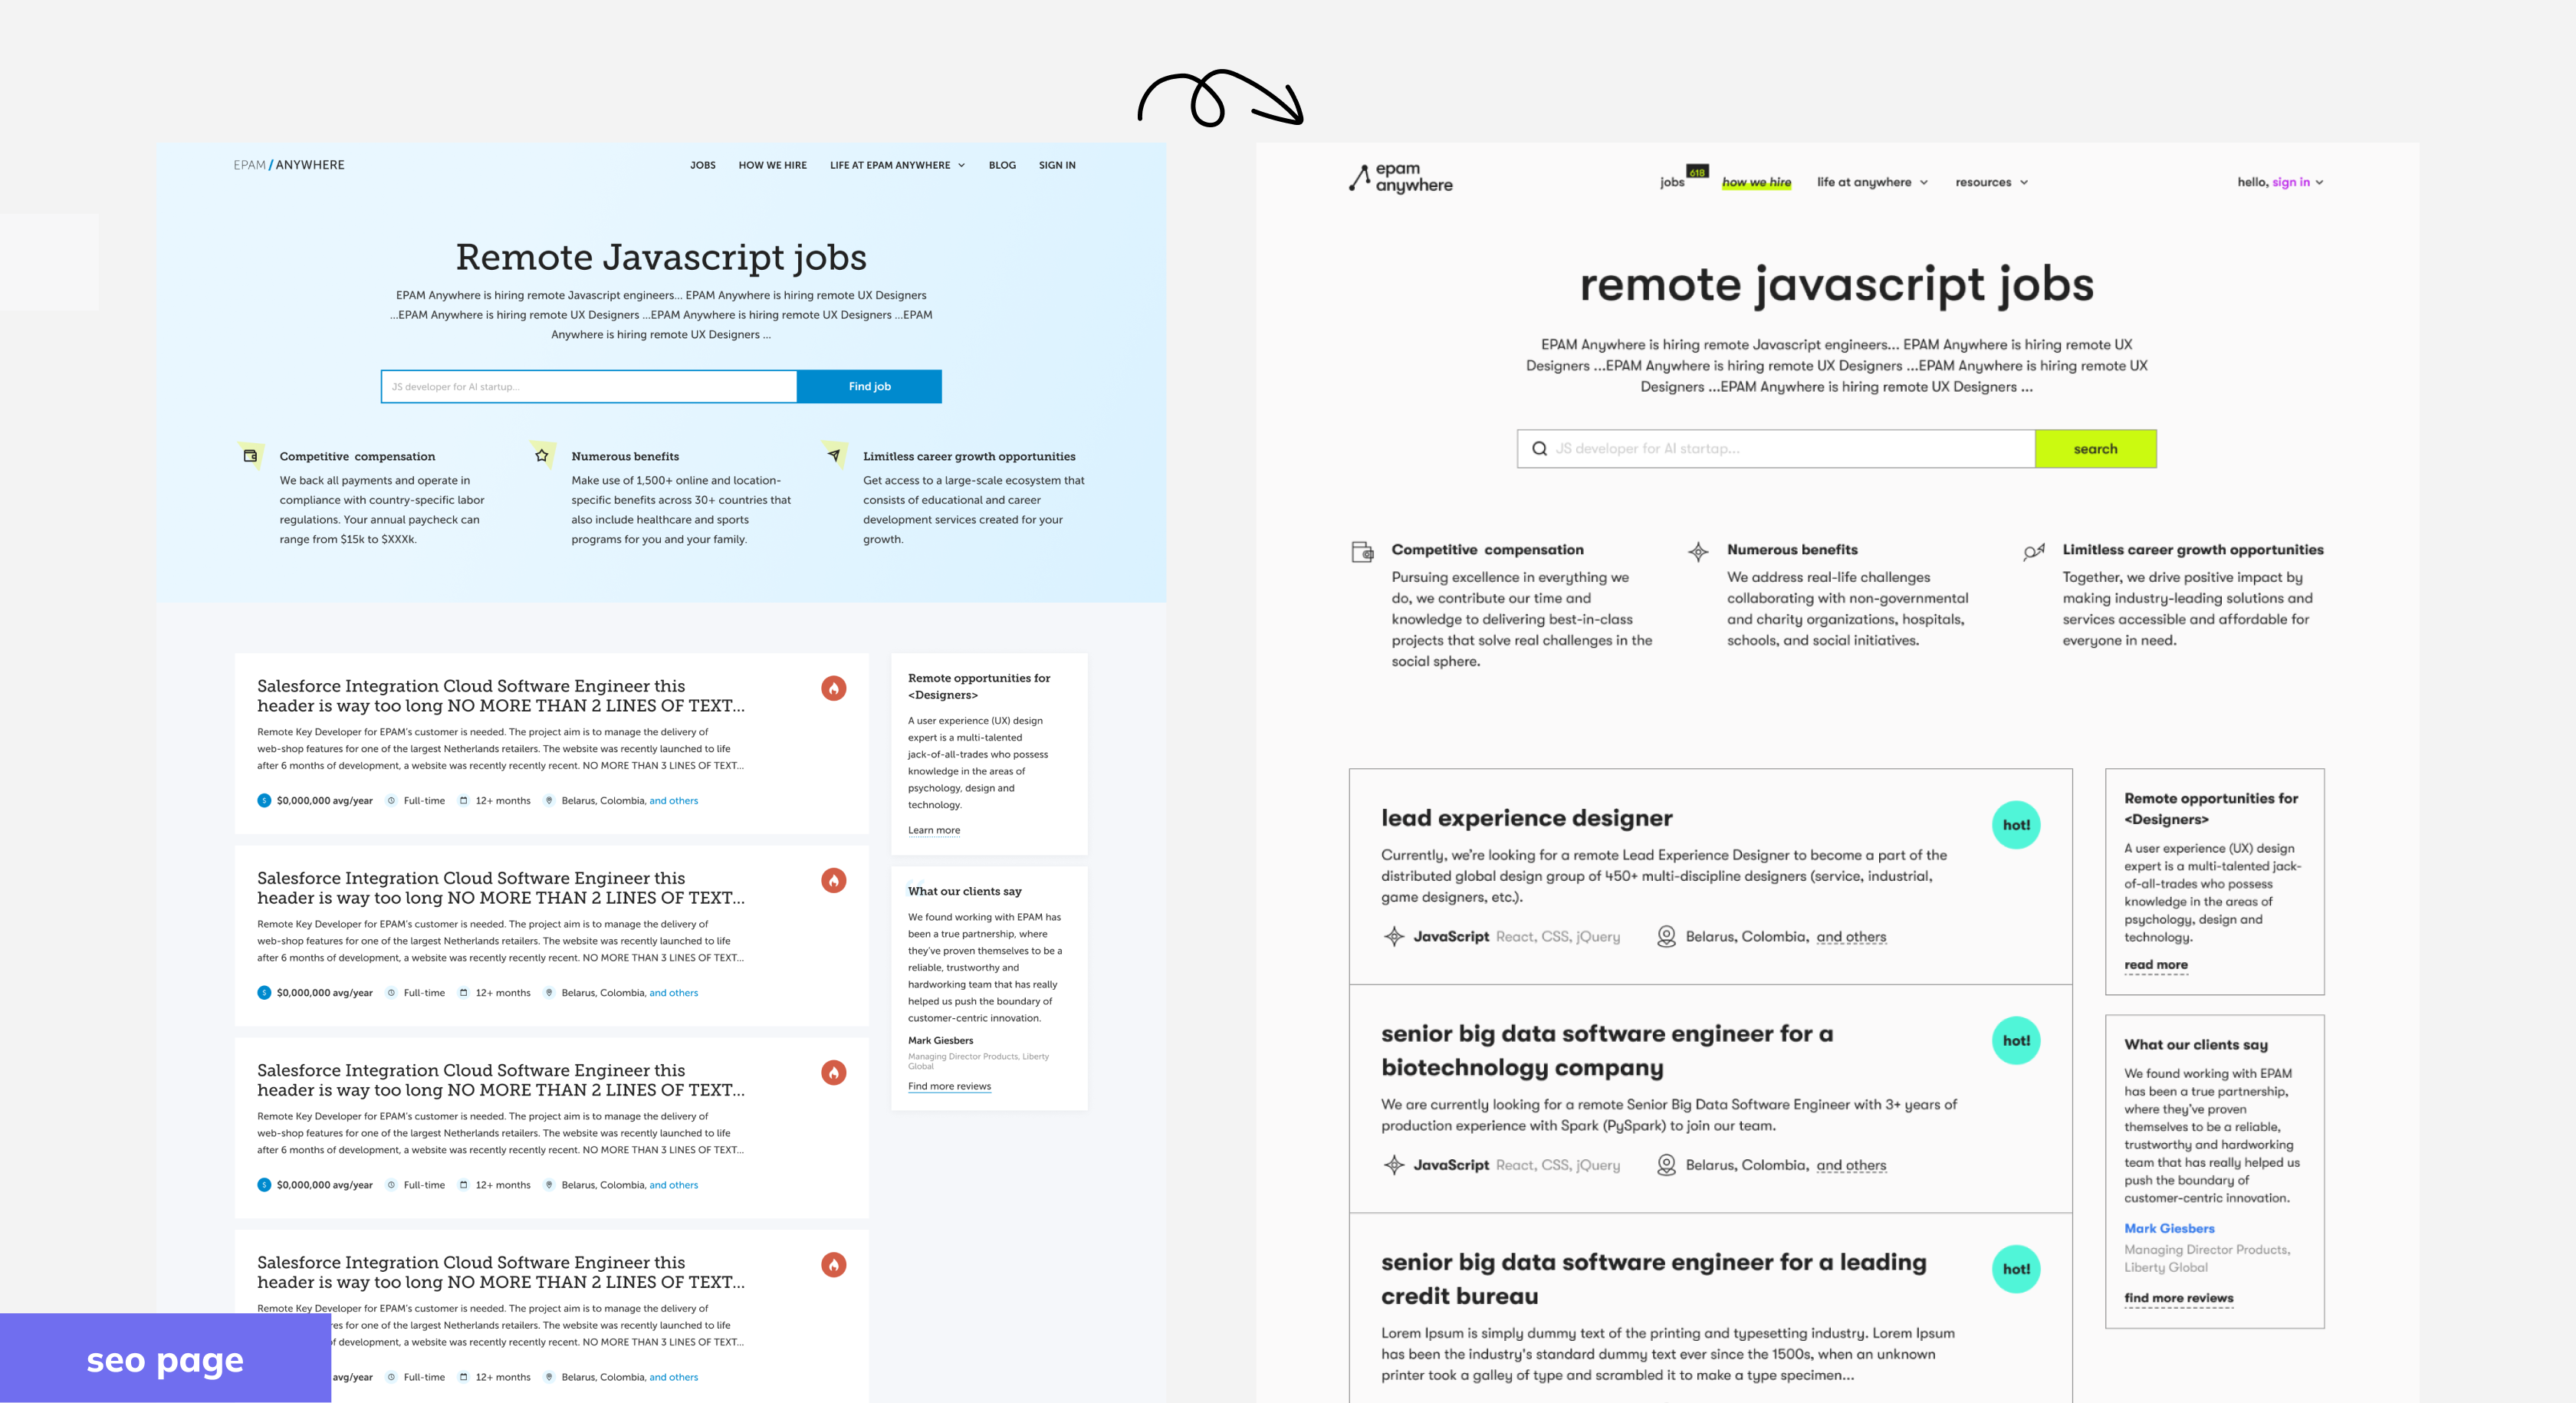 EPAM/ANYWHERE
JOBS HOW WE HIRE LIFE AT EPAM ANYWHERE BLOG SIGN IN
Remote Javascript jobs
EPAM Anywhere is hiring remote Javascript engineers... EPAM Anywhere is hiring remote UX Designers
...EPAM Anywhere is hiring remote UX Designers ...EPAM Anywhere is hiring remote UX Designers ...EPAM
Anywhere is hiring remote UX Designers ...
JS developer for AI startup...
Find job
Competitive compensation
We back all payments and operate in
compliance with country-specific labor
regulations. Your annual paycheck can
range from $15k to $XXXk.
Numerous benefits
Make use of 1,500+ online and location-
specific benefits across 30+ countries that
also include healthcare and sports
programs for you and your family.
Limitless career growth opportunities
Get access to a large-scale ecosystem that
consists of educational and career
development services created for your
growth.
Salesforce Integration Cloud Software Engineer this
header is way too long NO MORE THAN 2 LINES OF TEXT...
Remote Key Developer for EPAM's customer is needed. The project aim is to manage the delivery of
web-shop features for one of the largest Netherlands retailers. The website was recently launched to life
after 6 months of development, a website was recently recently recent. NO MORE THAN 3 LINES OF TEXT...
$ $0,000,000 avg/year Full-time 12+ months Belarus, Colombia, and others
Salesforce Integration Cloud Software Engineer this
header is way too long NO MORE THAN 2 LINES OF TEXT...
Remote Key Developer for EPAM's customer is needed. The project aim is to manage the delivery of
web-shop features for one of the largest Netherlands retailers. The website was recently launched to life
after 6 months of development, a website was recently recently recent. NO MORE THAN 3 LINES OF TEXT...
$ $0,000,000 avg/year Full-time 12+ months Belarus, Colombia, and others
Salesforce Integration Cloud Software Engineer this
header is way too long NO MORE THAN 2 LINES OF TEXT...
Remote Key Developer for EPAM's customer is needed. The project aim is to manage the delivery of
web-shop features for one of the largest Netherlands retailers. The website was recently launched to life
after 6 months of development, a website was recently recently recent. NO MORE THAN 3 LINES OF TEXT...
$ $0,000,000 avg/year Full-time 12+ months Belarus, Colombia, and others
Salesforce Integration Cloud Software Engineer this
header is way too long NO MORE THAN 2 LINES OF TEXT...
Remote Key Developer for EPAM's customer is needed. The project aim is to manage the delivery of
res for one of the largest Netherlands retailers. The website was recently launched to life
of development, a website was recently recently recent. NO MORE THAN 3 LINES OF TEXT...
avg/year Full-time 12+ months Belarus, Colombia, and others
Remote opportunities for
<Designers>
A user experience (UX) design
expert is a multi-talented
jack-of-all-trades who possess
knowledge in the areas of
psychology, design and
technology.
Learn more
What our clients say
We found working with EPAM has
been a true partnership, where
they've proven themselves to be a
reliable, trustworthy and
hardworking team that has really
helped us push the boundary of
customer-centric innovation.
Mark Giesbers
Managing Director Products, Liberty
Global
Find more reviews
seo page
epam
anywhere
jobs 618 how we hire life at anywhere resources hello, sign in
remote javascript jobs
EPAM Anywhere is hiring remote Javascript engineers... EPAM Anywhere is hiring remote UX
Designers ...EPAM Anywhere is hiring remote UX Designers ...EPAM Anywhere is hiring remote UX
Designers ...EPAM Anywhere is hiring remote UX Designers ...
JS developer for AI startap...
search
Competitive compensation
Pursuing excellence in everything we
do, we contribute our time and
knowledge to delivering best-in-class
projects that solve real challenges in the
social sphere.
Numerous benefits
We address real-life challenges
collaborating with non-governmental
and charity organizations, hospitals,
schools, and social initiatives.
Limitless career growth opportunities
Together, we drive positive impact by
making industry-leading solutions and
services accessible and affordable for
everyone in need.
lead experience designer
hot!
Currently, we're looking for a remote Lead Experience Designer to become a part of the
distributed global design group of 450+ multi-discipline designers (service, industrial,
game designers, etc.).
JavaScript React, CSS, jQuery Belarus, Colombia, and others
senior big data software engineer for a
biotechnology company
hot!
We are currently looking for a remote Senior Big Data Software Engineer with 3+ years of
production experience with Spark (PySpark) to join our team.
JavaScript React, CSS, jQuery Belarus, Colombia, and others
senior big data software engineer for a leading
credit bureau
hot!
Lorem Ipsum is simply dummy text of the printing and typesetting industry. Lorem Ipsum
has been the industry's standard dummy text ever since the 1500s, when an unknown
printer took a galley of type and scrambled it to make a type specimen...
Remote opportunities for
<Designers>
A user experience (UX) design
expert is a multi-talented jack-
of-all-trades who possess
knowledge in the areas of
psychology, design and
technology.
read more
What our clients say
We found working with EPAM
has been a true partnership,
where they've proven
themselves to be a reliable,
trustworthy and hardworking
team that has really helped us
push the boundary of
customer-centric innovation.
Mark Giesbers
Managing Director Products,
Liberty Global
find more reviews